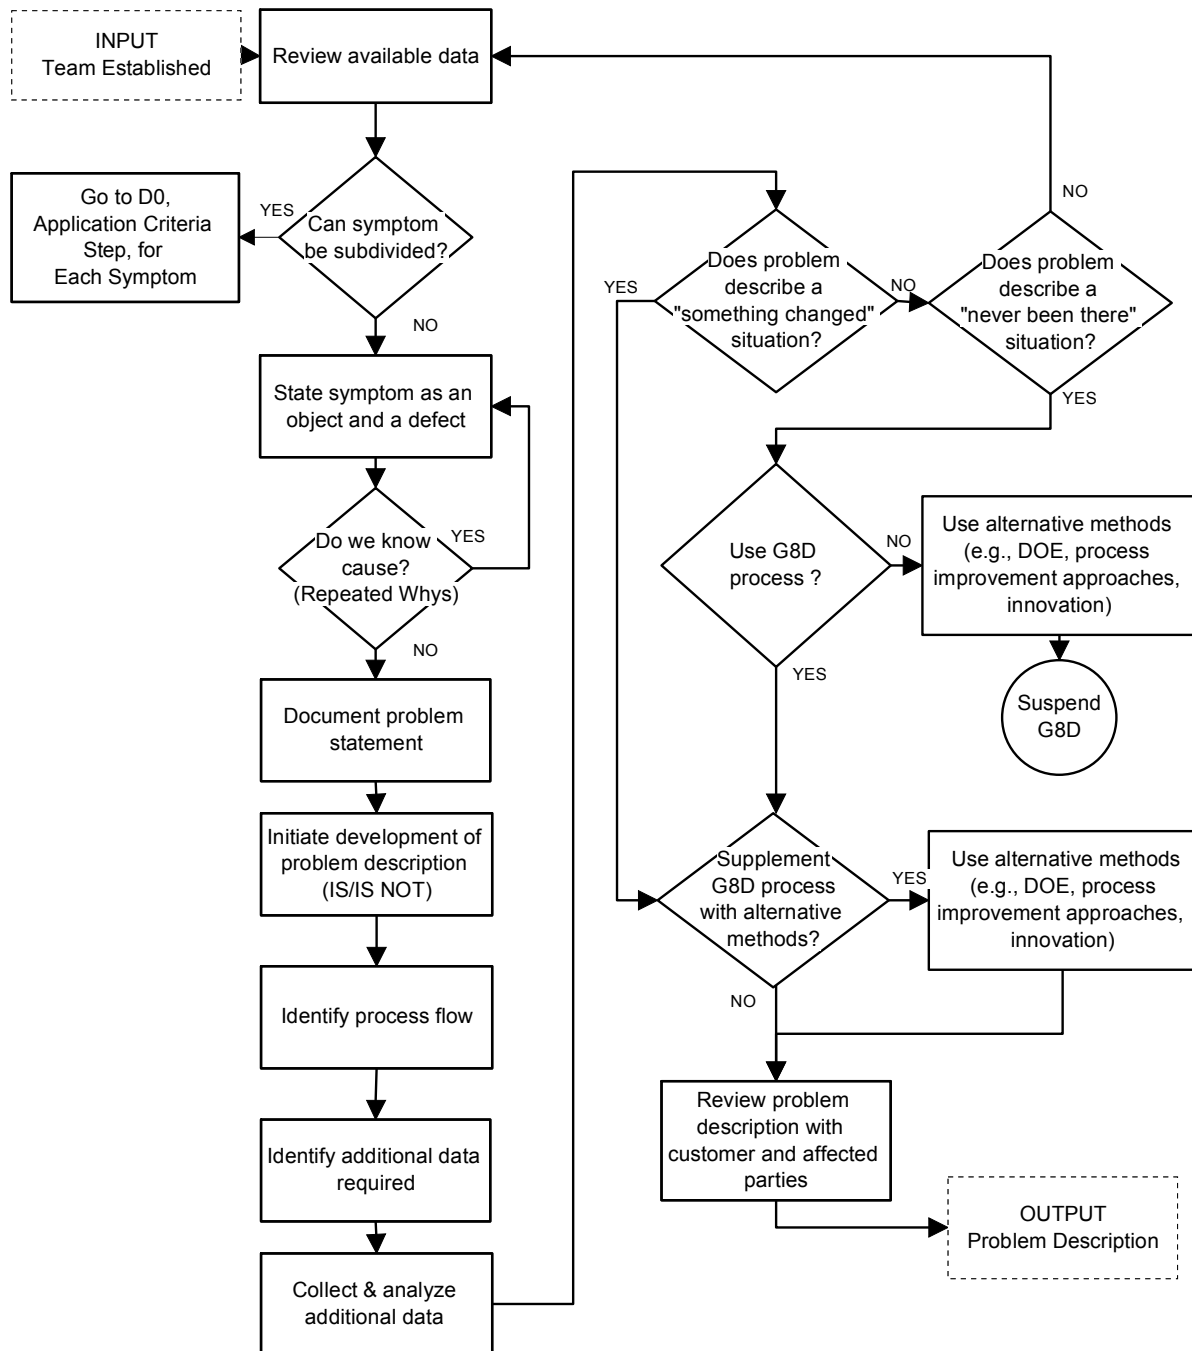 INPUT
Team Established
Review available data
Go to D0,
Application Criteria
Step, for
Each Symptom
YES
Can symptom
be subdivided?
NO
State symptom as an
object and a defect
Do we know
cause?
(Repeated Whys)
YES
NO
Document problem
statement
Initiate development of
problem description
(IS/IS NOT)
Identify process flow
Identify additional data
required
Collect & analyze
additional data
Does problem
describe a
"something changed"
situation?
YES
NO
Does problem
describe a
"never been there"
situation?
NO
YES
Use G8D
process ?
NO
Use alternative methods
(e.g., DOE, process
improvement approaches,
innovation)
Suspend
G8D
YES
Supplement
G8D process
with alternative
methods?
YES
Use alternative methods
(e.g., DOE, process
improvement approaches,
innovation)
NO
Review problem
description with
customer and affected
parties
OUTPUT
Problem Description